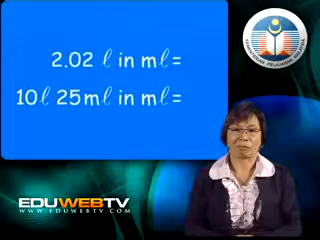 2.02 ℓ in mℓ =
10ℓ 25mℓ in mℓ =
EDUWEBTV
WWW.EDUWEBTV.COM